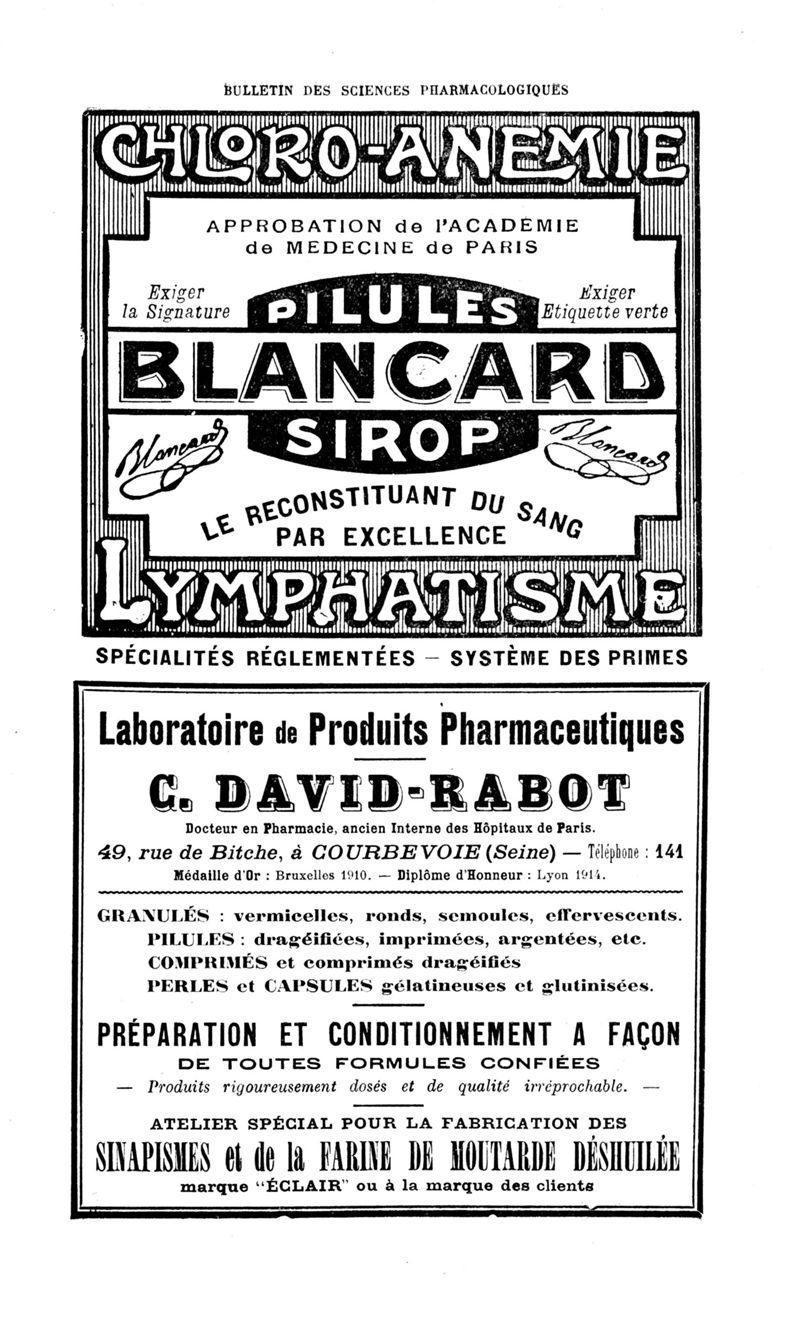 BULLETIN DES SCIENCES PHARMACOLOGIQUES
CHLORO-ANEMIE
APPROBATION de l'ACADÉMIE
de MEDECINE de PARIS
Exiger
la Signature
PILULES
Exiger
Etiquette verte
BLANCARD
Blancard
SIROP
Blancard
LE RECONSTITUANT DU SANG
PAR EXCELLENCE
LYMPHATISME
SPÉCIALITÉS RÉGLEMENTÉES — SYSTÈME DES PRIMES
Laboratoire de Produits Pharmaceutiques
C. DAVID-RABOT
Docteur en Pharmacie, ancien Interne des Hôpitaux de Paris.
49, rue de Bitche, à COURBEVOIE (Seine) — Téléphone : 141
Médaille d'Or : Bruxelles 1910. — Diplôme d'Honneur : Lyon 1914.
GRANULÉS : vermicelles, ronds, semoules, effervescents.
PILULES : dragéifiées, imprimées, argentées, etc.
COMPRIMÉS et comprimés dragéifiés
PERLES et CAPSULES gélatineuses et glutinisées.
PRÉPARATION ET CONDITIONNEMENT A FAÇON
DE TOUTES FORMULES CONFIÉES
— Produits rigoureusement dosés et de qualité irréprochable. —
ATELIER SPÉCIAL POUR LA FABRICATION DES
SINAPISMES et de la FARINE DE MOUTARDE DÉSHUILÉE
marque "ÉCLAIR" ou à la marque des clients